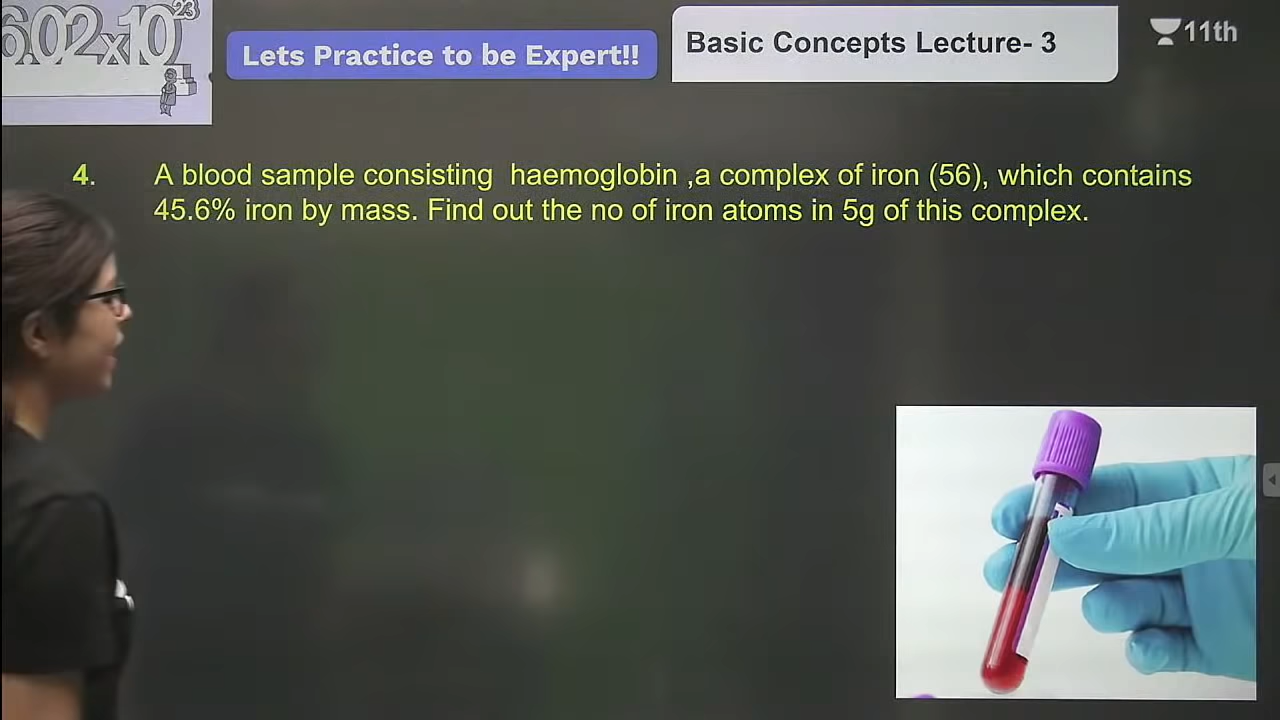 6.02x10^23
Lets Practice to be Expert!!
Basic Concepts Lecture- 3
11th
4. A blood sample consisting haemoglobin ,a complex of iron (56), which contains
45.6% iron by mass. Find out the no of iron atoms in 5g of this complex.